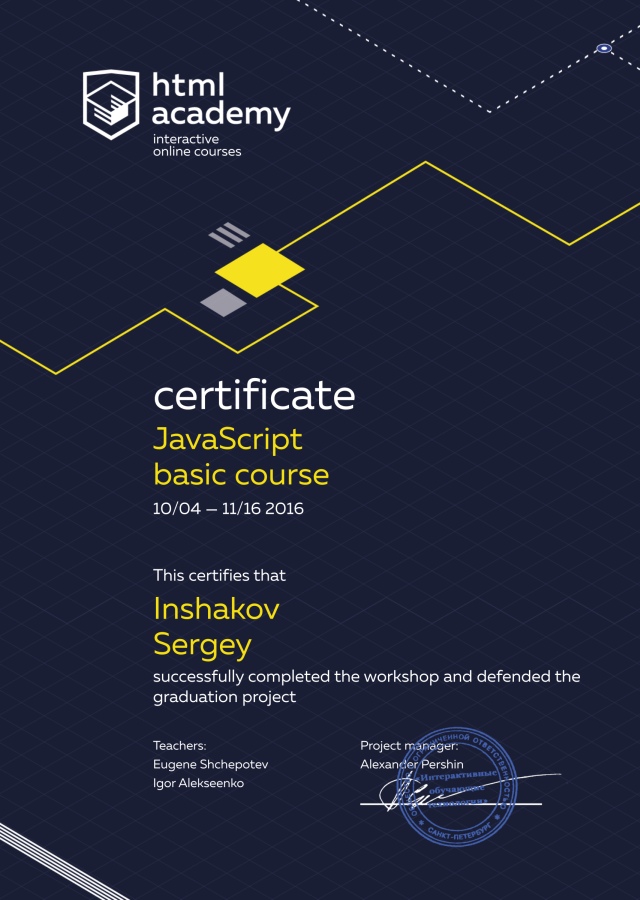 html
academy
interactive
online courses
certificate
JavaScript
basic course
10/04 — 11/16 2016
This certifies that
Inshakov
Sergey
successfully completed the workshop and defended the
graduation project
Teachers:
Eugene Shchepotev
Igor Alekseenko
Project manager:
Alexander Pershin
«Интерактивные
обучающие
технологии»
САНКТ-ПЕТЕРБУРГ